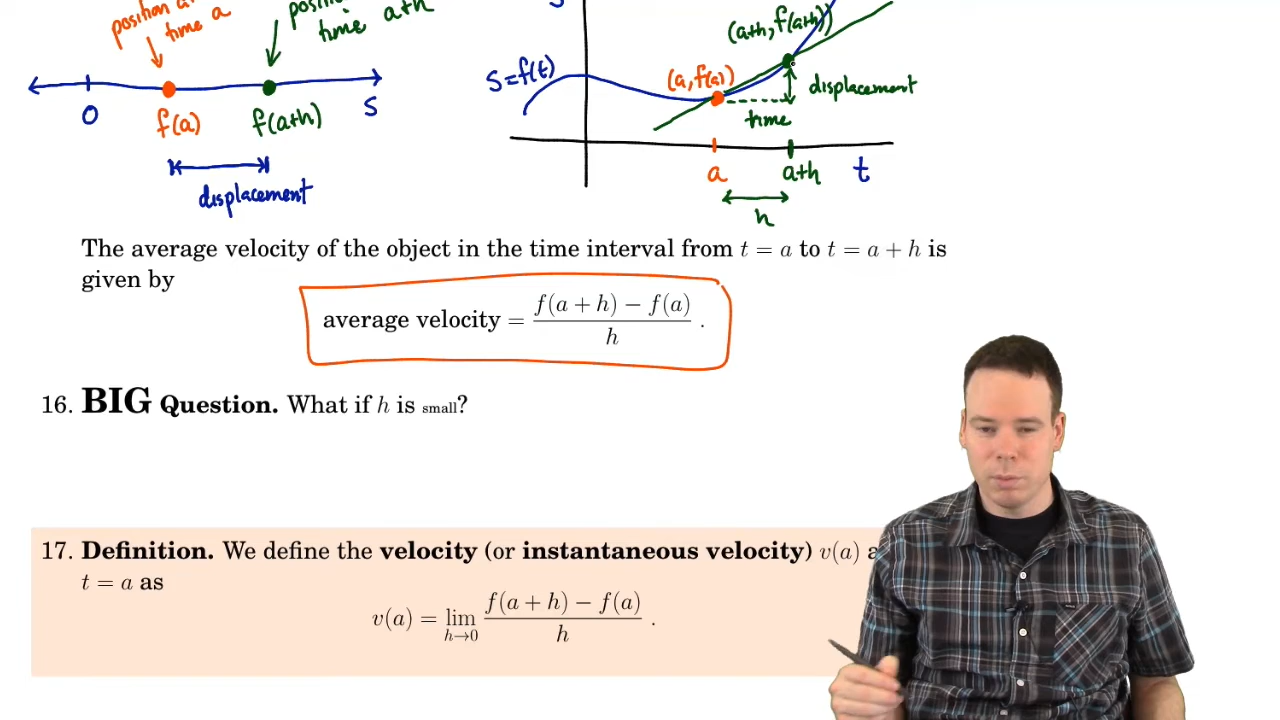 position
time a
position
time a+h
S=f(t)
(a, f(a))
(a+h, f(a+h))
displacement
time
0
f(a)
f(a+h)
S
a
a+h
t
h
displacement
The average velocity of the object in the time interval from t = a to t = a + h is
given by
average velocity = f(a + h) − f(a) / h .
16. BIG Question. What if h is small?
17. Definition. We define the velocity (or instantaneous velocity) v(a)
t = a as
v(a) = lim h→0 f(a + h) − f(a) / h .